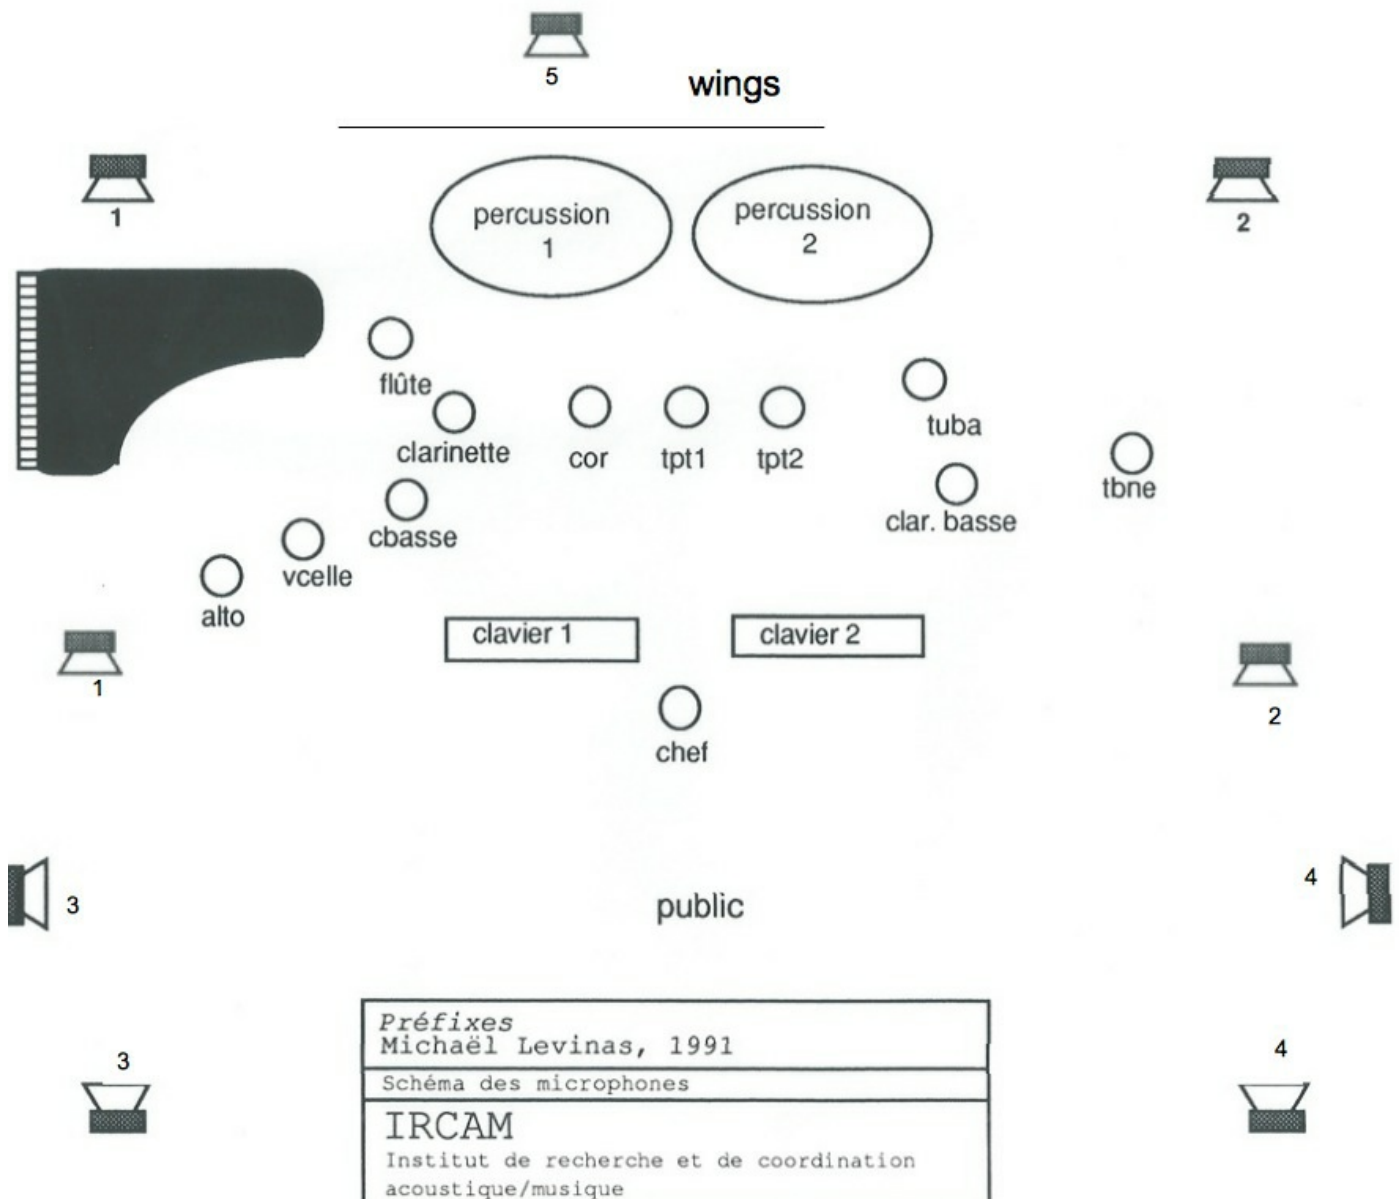 5
wings
1
2
percussion
1
percussion
2
flûte
clarinette
cor
tpt1
tpt2
tuba
tbne
clar. basse
cbasse
vcelle
alto
clavier 1
clavier 2
1
2
chef
3
4
public
Préfixes
Michaël Levinas, 1991
3
4
Schéma des microphones
IRCAM
Institut de recherche et de coordination
acoustique/musique